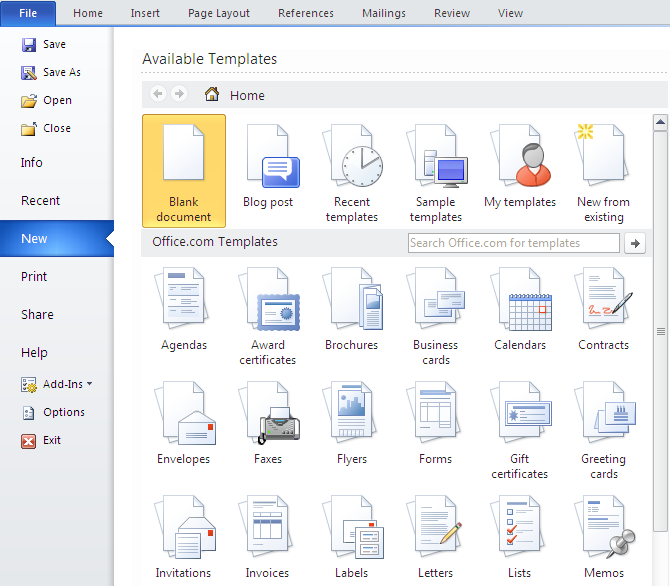 File Home Insert Page Layout References Mailings Review View
Save
Save As
Open
Close
Info
Recent
New
Print
Share
Help
Add-Ins
Options
Exit
Available Templates
Home
Blank document
Blog post
Recent templates
Sample templates
My templates
New from existing
Office.com Templates
Search Office.com for templates
Agendas
Award certificates
Brochures
Business cards
Calendars
Contracts
Envelopes
Faxes
Flyers
Forms
Gift certificates
Greeting cards
Invitations
Invoices
Labels
Letters
Lists
Memos